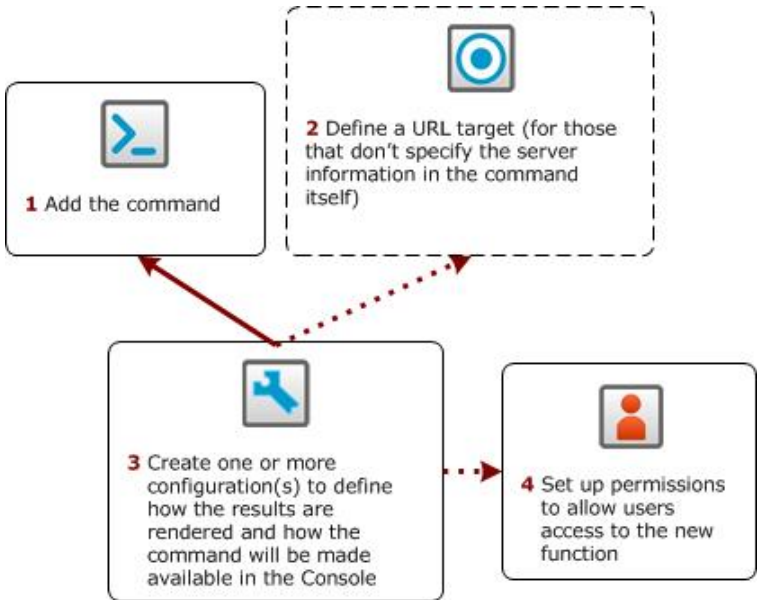 1 Add the command
2 Define a URL target (for those
that don't specify the server
information in the command
itself)
3 Create one or more
configuration(s) to define
how the results are
rendered and how the
command will be made
available in the Console
4 Set up permissions
to allow users
access to the new
function